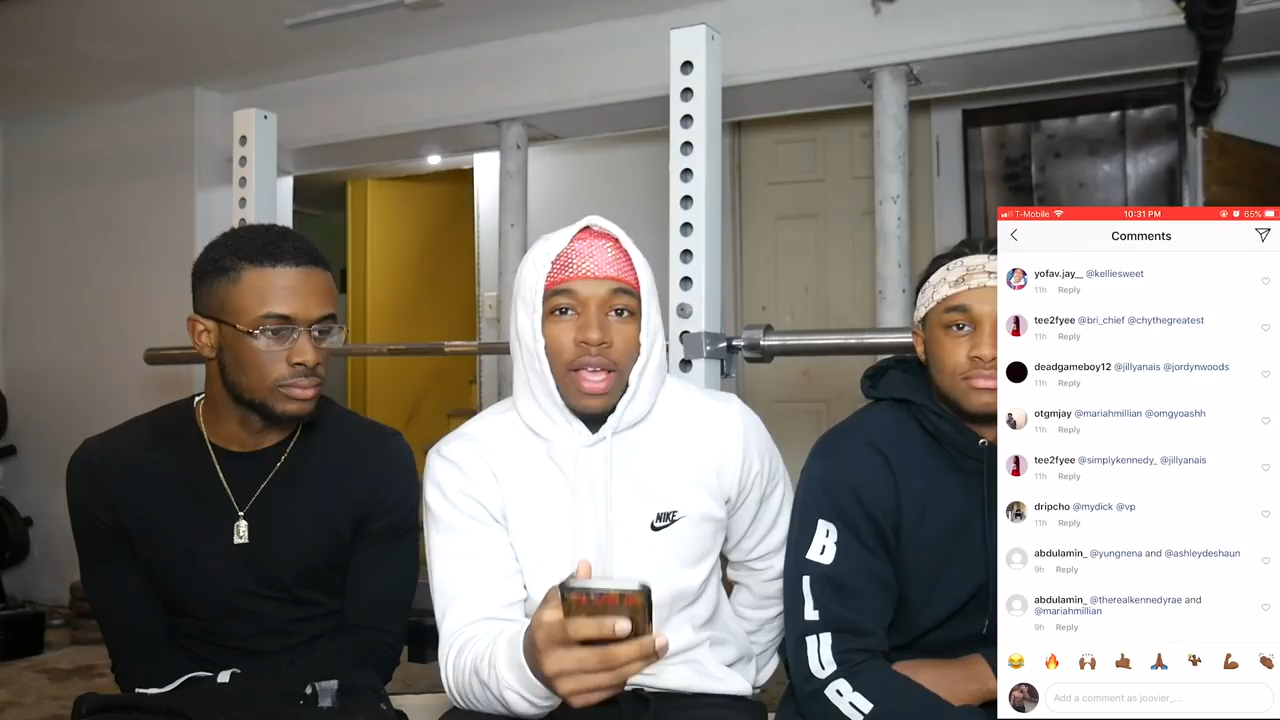 NIKE
BLUR
T-Mobile 10:31 PM 65%
Comments
yofav.jay__ @kelliesweet
11h Reply
tee2fyee @bri_chief @chythegreatest
11h Reply
deadgameboy12 @jillyanais @jordynwoods
11h Reply
otgmjay @mariahmillian @omgyoashh
11h Reply
tee2fyee @simplykennedy_ @jillyanais
11h Reply
dripcho @mydick @vp
11h Reply
abdulamin_ @yungnena and @ashleydeshaun
9h Reply
abdulamin_ @therealkennedyrae and
@mariahmillian
9h Reply
Add a comment as joovier_...